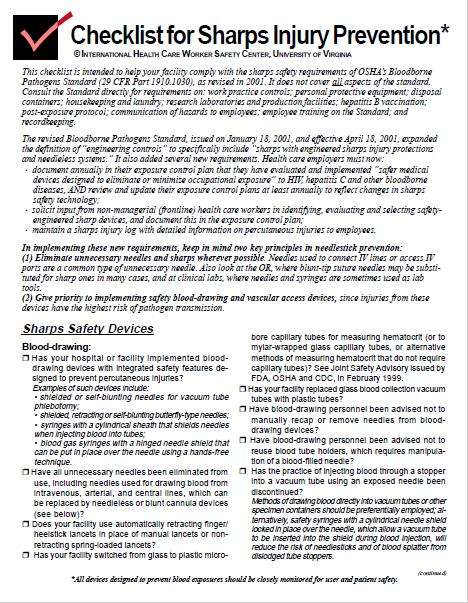 Checklist for Sharps Injury Prevention*
© INTERNATIONAL HEALTH CARE WORKER SAFETY CENTER, UNIVERSITY OF VIRGINIA
This checklist is intended to help your facility comply with the sharps safety requirements of OSHA's Bloodborne
Pathogens Standard (29 CFR Part 1910.1030), as revised in 2001. It does not cover all aspects of the standard.
Consult the Standard directly for requirements on: work practice controls; personal protective equipment; disposal
containers; housekeeping and laundry; research laboratories and production facilities; hepatitis B vaccination;
post-exposure protocol; communication of hazards to employees; employee training on the Standard; and
recordkeeping.
The revised Bloodborne Pathogens Standard, issued on January 18, 2001, and effective April 18, 2001, expanded
the definition of "engineering controls" to specifically include "sharps with engineered sharps injury protections
and needleless systems." It also added several new requirements. Health care employers must now:
· document annually in their exposure control plan that they have evaluated and implemented "safer medical
devices designed to eliminate or minimize occupational exposure" to HIV, hepatitis C and other bloodborne
diseases, AND review and update their exposure control plans at least annually to reflect changes in sharps
safety technology;
· solicit input from non-managerial (frontline) health care workers in identifying, evaluating and selecting safety-
engineered sharp devices, and document this in the exposure control plan;
· maintain a sharps injury log with detailed information on percutaneous injuries to employees.
In implementing these new requirements, keep in mind two key principles in needlestick prevention:
(1) Eliminate unnecessary needles and sharps wherever possible. Needles used to connect IV lines or access IV
ports are a common type of unnecessary needle. Also look at the OR, where blunt-tip suture needles may be substi-
tuted for sharp ones in many cases, and at clinical labs, where needles and syringes are sometimes used as lab
tools.
(2) Give priority to implementing safe blood-drawing and vascular access devices, since injuries from these
devices have the highest risk of pathogen transmission.
Sharps Safety Devices
Blood-drawing:
❒ Has your hospital or facility implemented blood-
drawing devices with integrated safety features de-
signed to prevent percutaneous injuries?
Examples of such devices include:
• shielded or self-blunting needles for vacuum tube
phlebotomy;
• shielded, retracting or self-blunting butterfly-type needles;
• syringes with a cylindrical sheath that shields needles
when injecting blood into tubes;
• blood gas syringes with a hinged needle shield that
can be put in place over the needle using a hands-free
technique.
❒ Have all unnecessary needles been eliminated from
use, including needles used for drawing blood from
intravenous, arterial, and central lines, which can
be replaced by needleless or blunt cannula devices
(see below)?
❒ Does your facility use automatically retracting finger/
heelstick lancets in place of manual lancets or non-
retracting spring-loaded lancets?
❒ Has your facility switched from glass to plastic micro-
bore capillary tubes for measuring hematocrit (or to
mylar-wrapped glass capillary tubes, or alternative
methods of measuring hematocrit that do not require
capillary tubes)? See Joint Safety Advisory issued by
FDA, OSHA and CDC, in February 1999.
❒ Has your facility replaced glass blood collection vacuum
tubes with plastic tubes?
❒ Have blood-drawing personnel been advised not to
manually recap or remove needles from blood-
drawing devices?
❒ Have blood-drawing personnel been advised not to
reuse blood tube holders, which requires manipula-
tion of a blood-filled needle?
❒ Has the practice of injecting blood through a stopper
into a vacuum tube using an exposed needle been
discontinued?
Methods of drawing blood directly into vacuum tubes or other
specimen containers should be preferentially employed; al-
ternatively, safety syringes with a cylindrical needle shield
locked in place over the needle, which allow a vacuum tube
to be inserted into the shield during blood injection, will
reduce the risk of needlesticks and of blood splatter from
dislodged tube stoppers.
(continued)
*All devices designed to prevent blood exposures should be closely monitored for user and patient safety.